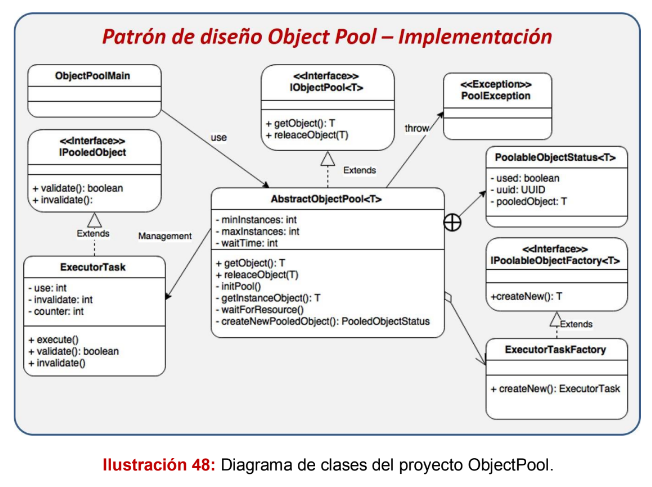 Patrón de diseño Object Pool – Implementación
ObjectPoolMain
<<Interface>>
IObjectPool<T>
+ getObject(): T
+ releaceObject(T)
<<Exception>>
PoolException
use
throw
<<Interface>>
IPooledObject
+ validate(): boolean
+ invalidate():
Extends
PoolableObjectStatus<T>
- used: boolean
- uuid: UUID
- pooledObject: T
AbstractObjectPool<T>
- minInstances: int
- maxInstances: int
- waitTime: int
+ getObject(): T
+ releaceObject(T)
- initPool()
- getInstanceObject(): T
- waitForResource()
- createNewPooledObject(): PooledObjectStatus
Extends
Management
<<Interface>>
IPoolableObjectFactory<T>
+createNew(): T
ExecutorTask
- use: int
- invalidate: int
- counter: int
+ execute()
+ validate(): boolean
+ invalidate()
Extends
ExecutorTaskFactory
+ createNew(): ExecutorTask
Ilustración 48: Diagrama de clases del proyecto ObjectPool.